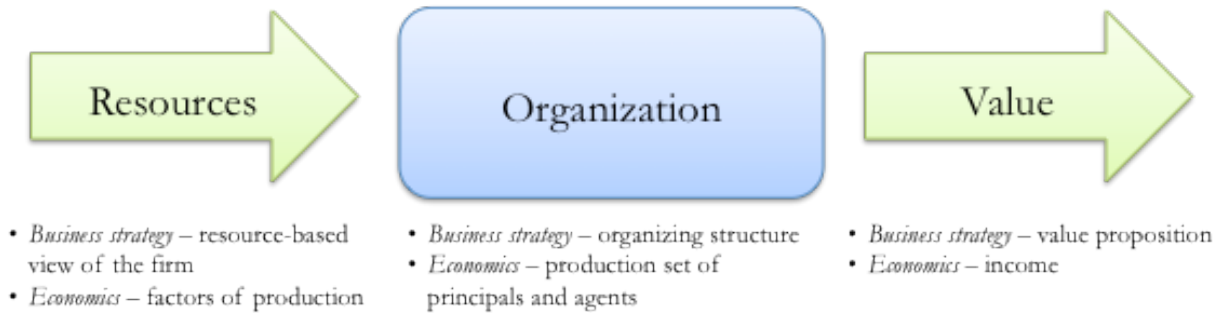 Resources
Organization
Value
• Business strategy – resource-based
view of the firm
• Economics – factors of production
• Business strategy – organizing structure
• Economics – production set of
principals and agents
• Business strategy – value proposition
• Economics – income